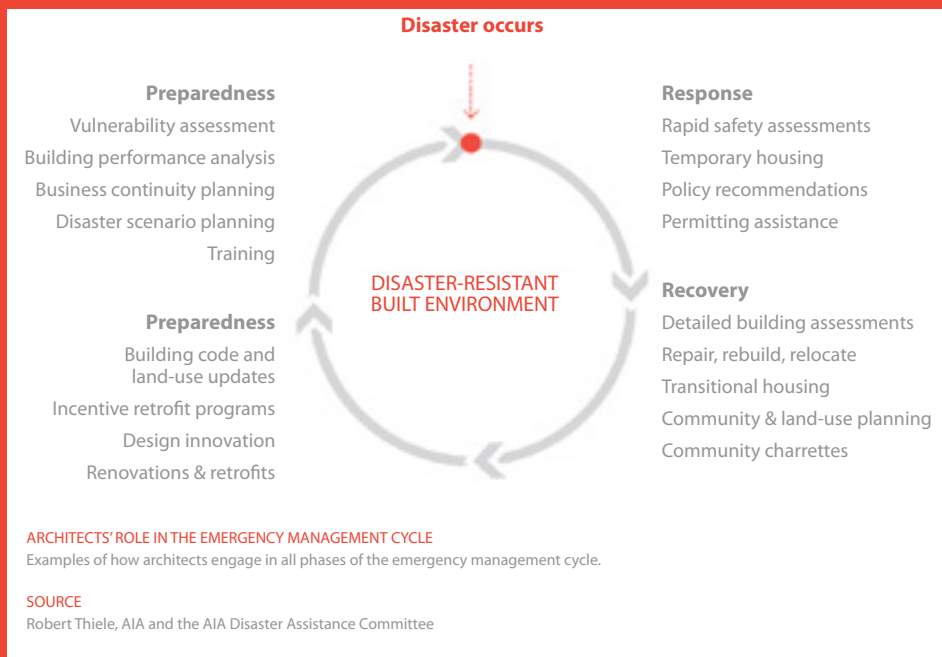 Disaster occurs
Preparedness
Vulnerability assessment
Building performance analysis
Business continuity planning
Disaster scenario planning
Training
Response
Rapid safety assessments
Temporary housing
Policy recommendations
Permitting assistance
DISASTER-RESISTANT
BUILT ENVIRONMENT
Preparedness
Building code and
land-use updates
Incentive retrofit programs
Design innovation
Renovations & retrofits
Recovery
Detailed building assessments
Repair, rebuild, relocate
Transitional housing
Community & land-use planning
Community charrettes
ARCHITECTS' ROLE IN THE EMERGENCY MANAGEMENT CYCLE
Examples of how architects engage in all phases of the emergency management cycle.
SOURCE
Robert Thiele, AIA and the AIA Disaster Assistance Committee